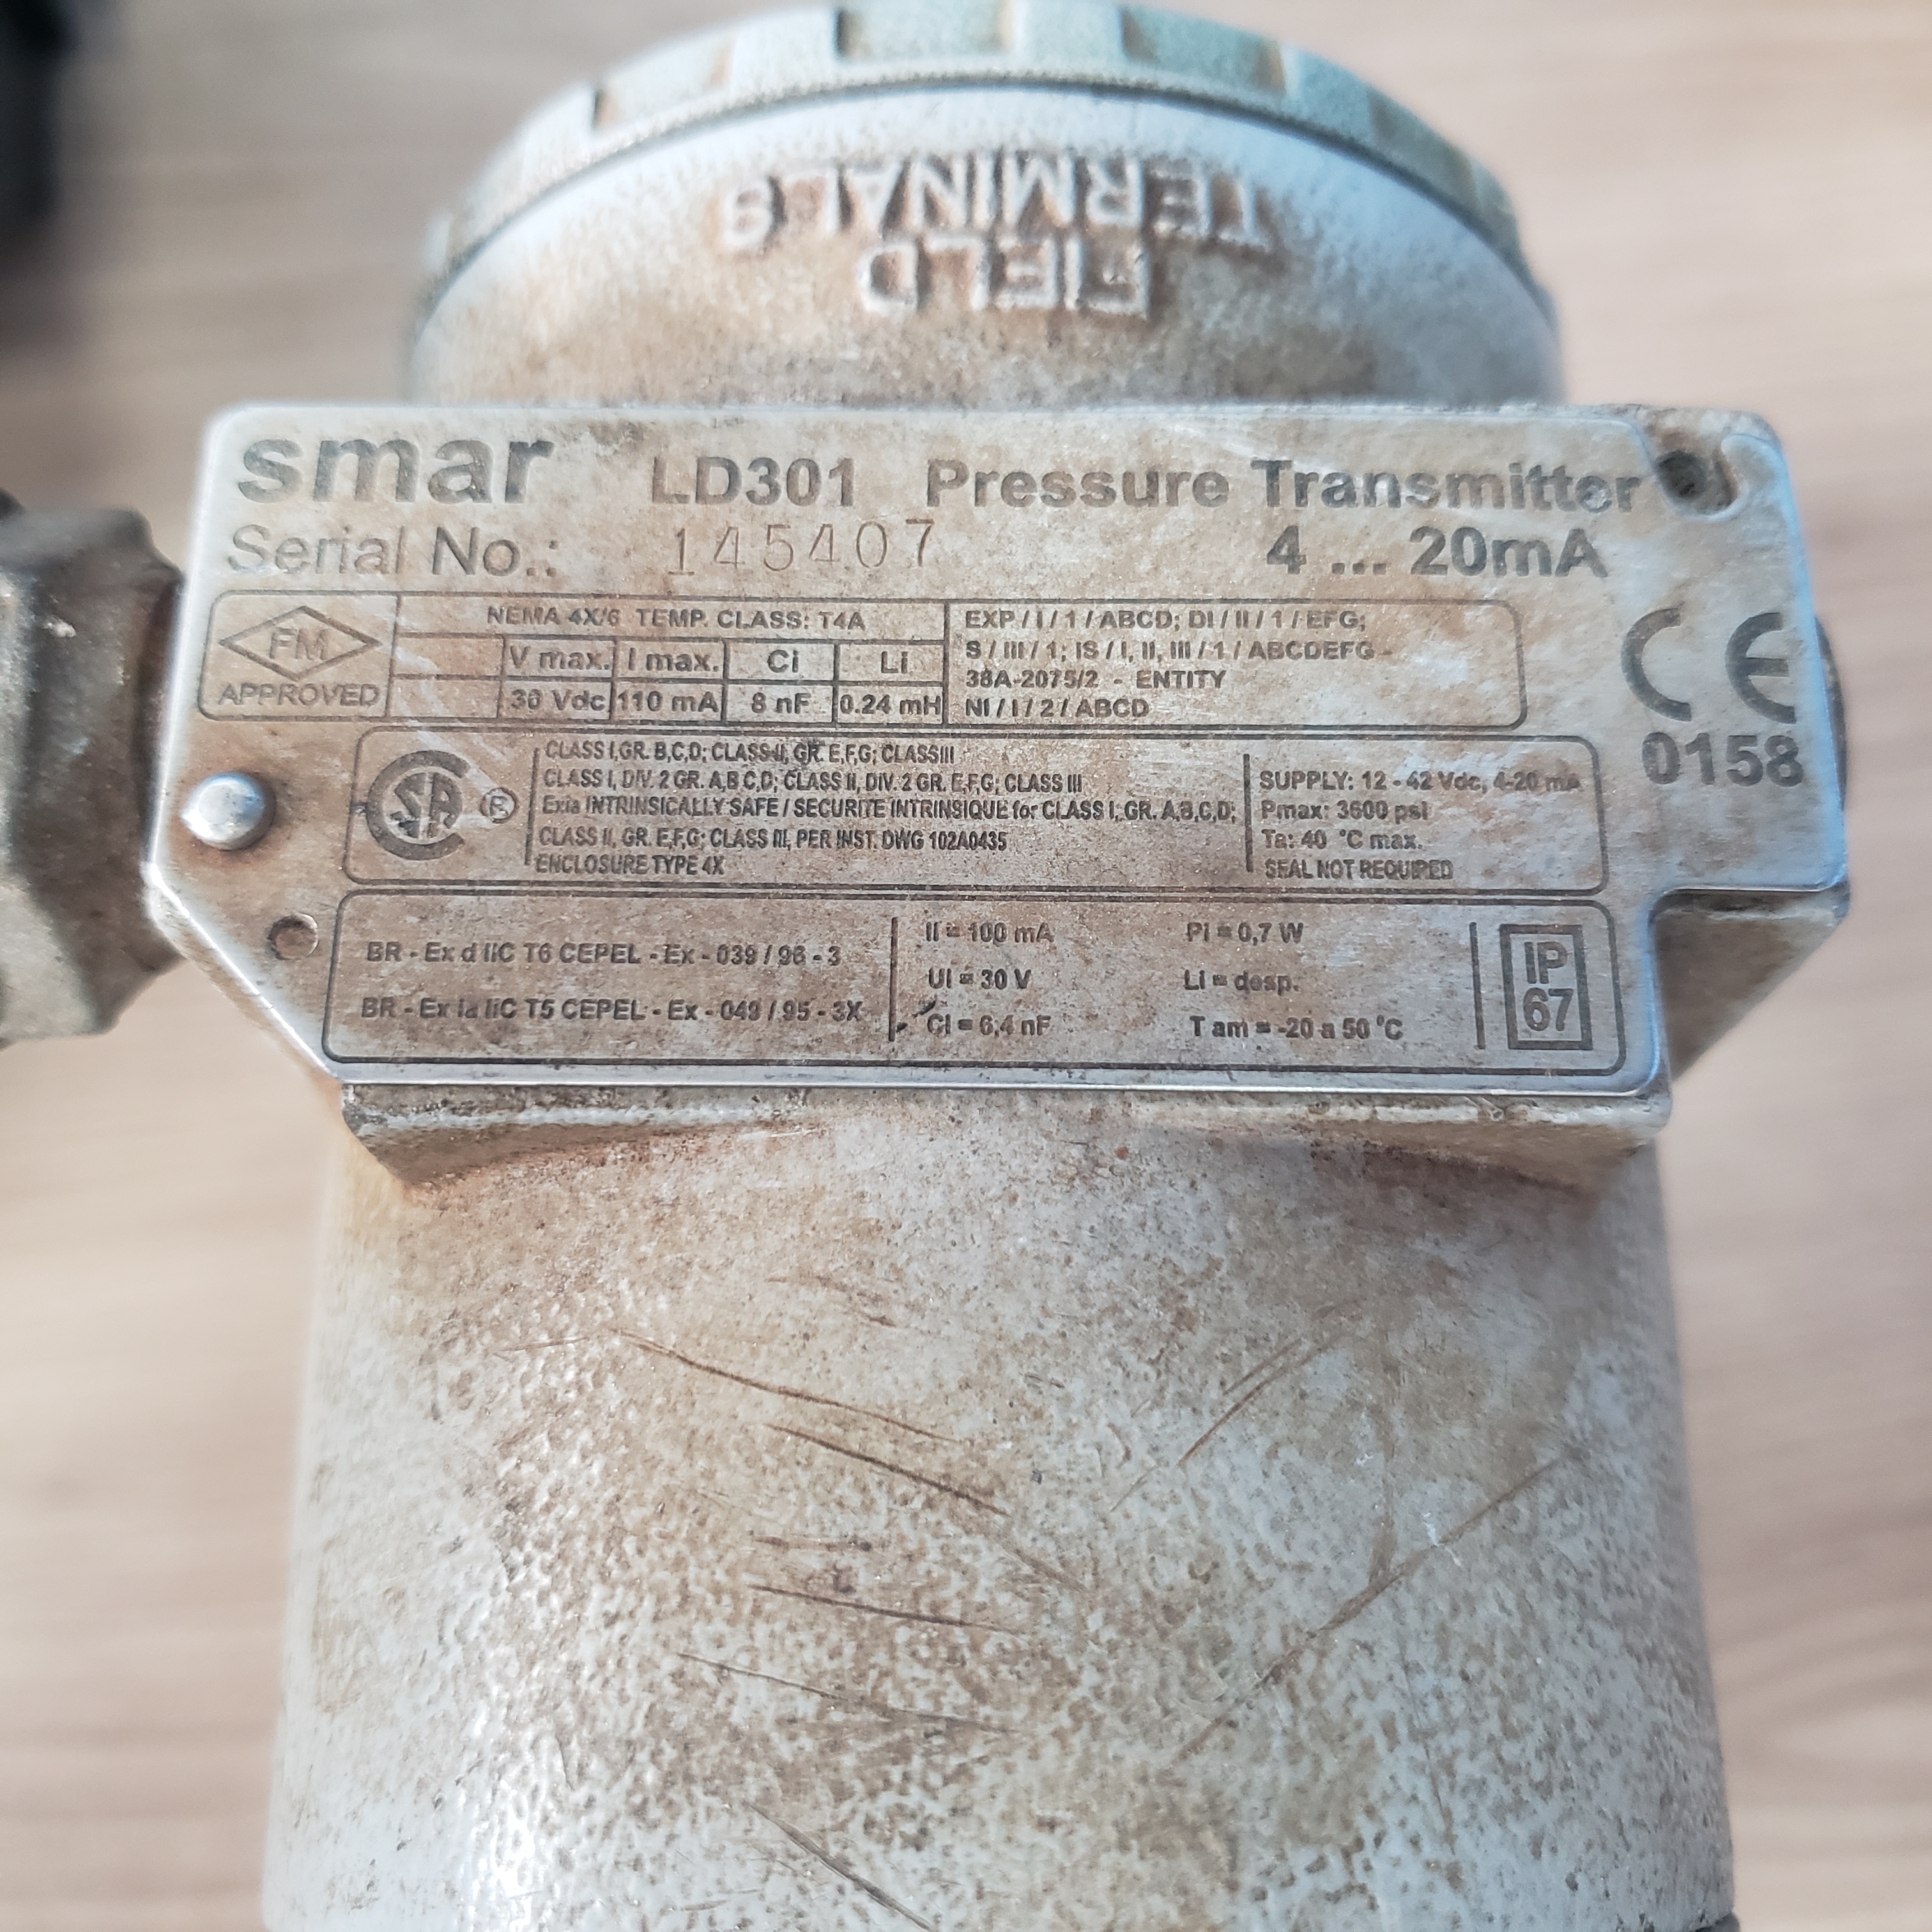 FIELD
TERMINALS
smar LD301 Pressure Transmitter
Serial No.: 145407 4 ... 20mA
FM
APPROVED
NEMA 4X/6 TEMP. CLASS: T4A
V max. I max. Ci Li
30 Vdc 110 mA 8 nF 0.24 mH
EXP / I / 1 / ABCD; DI / II / 1 / EFG;
S / III / 1; IS / I, II, III / 1 / ABCDEFG -
38A-2075/2 - ENTITY
NI / I / 2 / ABCD
CE
0158
CSA ®
CLASS I,GR. B,C,D; CLASS II, GR. E,F,G; CLASSIII
CLASS I, DIV. 2 GR. A,B,C,D; CLASS II, DIV. 2 GR. E,F,G; CLASS III
Exia INTRINSICALLY SAFE / SECURITE INTRINSIQUE for CLASS I, GR. A,B,C,D;
CLASS II, GR. E,F,G; CLASS III, PER INST. DWG 102A0435
ENCLOSURE TYPE 4X
SUPPLY: 12 - 42 Vdc, 4-20 mA
Pmax: 3600 psi
Ta: 40 °C max.
SEAL NOT REQUIRED
BR - Ex d IIC T6 CEPEL - Ex - 039 / 96 - 3
BR - Ex ia IIC T5 CEPEL - Ex - 049 / 95 - 3X
Ii = 100 mA Pi = 0,7 W
Ui = 30 V Li = desp.
Ci = 6,4 nF T am = -20 a 50 °C
IP
67